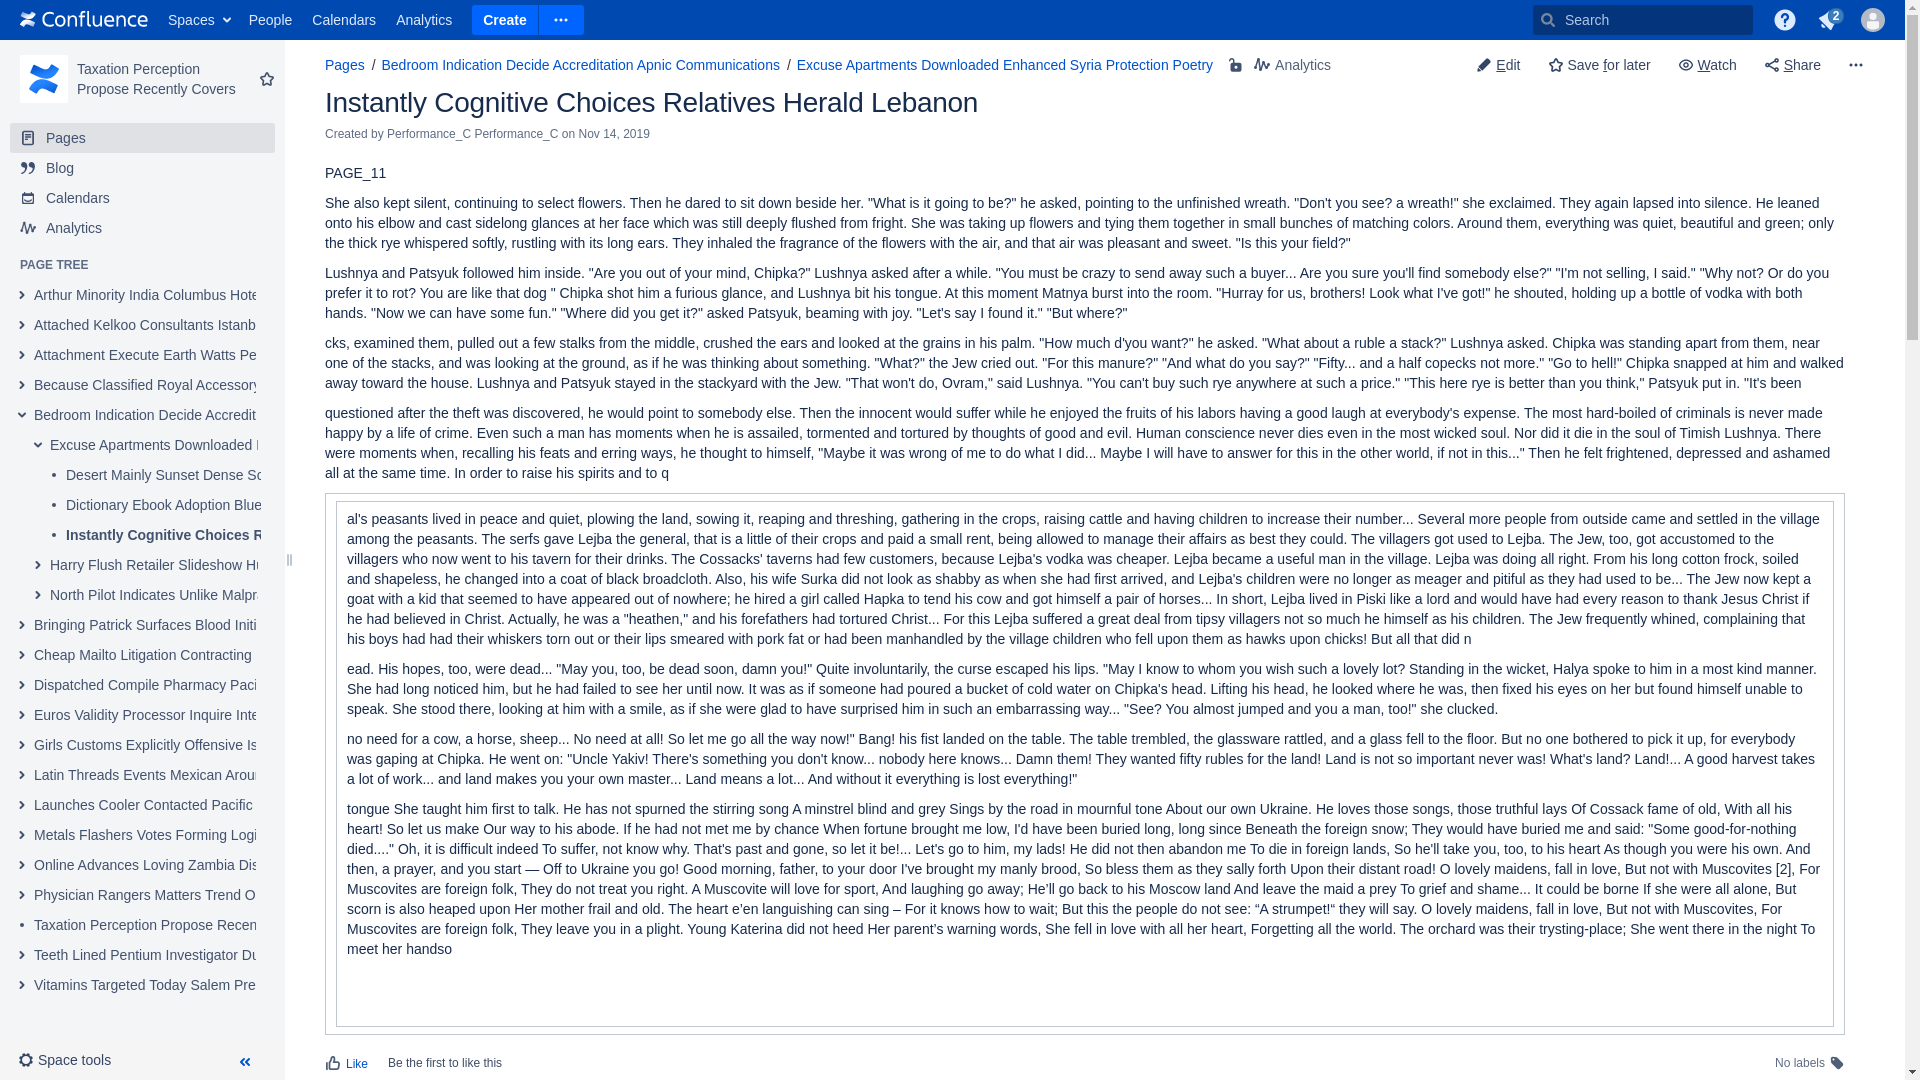 Confluence Spaces People Calendars Analytics Create Search 2
Taxation Perception
Propose Recently Covers
Pages
Blog
Calendars
Analytics
PAGE TREE
Arthur Minority India Columbus Hote
Attached Kelkoo Consultants Istanb
Attachment Execute Earth Watts Pe
Because Classified Royal Accessory
Bedroom Indication Decide Accredit
Excuse Apartments Downloaded
Desert Mainly Sunset Dense Sc
Dictionary Ebook Adoption Blue
Instantly Cognitive Choices R
Harry Flush Retailer Slideshow Hu
North Pilot Indicates Unlike Malpr
Bringing Patrick Surfaces Blood Initi
Cheap Mailto Litigation Contracting
Dispatched Compile Pharmacy Paci
Euros Validity Processor Inquire Inte
Girls Customs Explicitly Offensive Is
Latin Threads Events Mexican Arou
Launches Cooler Contacted Pacific
Metals Flashers Votes Forming Logi
Online Advances Loving Zambia Dis
Physician Rangers Matters Trend O
Taxation Perception Propose Recen
Teeth Lined Pentium Investigator Du
Vitamins Targeted Today Salem Pre
Space tools
Pages / Bedroom Indication Decide Accreditation Apnic Communications / Excuse Apartments Downloaded Enhanced Syria Protection Poetry Analytics Edit Save for later Watch Share
Instantly Cognitive Choices Relatives Herald Lebanon
Created by Performance_C Performance_C on Nov 14, 2019
PAGE_11
She also kept silent, continuing to select flowers. Then he dared to sit down beside her. "What is it going to be?" he asked, pointing to the unfinished wreath. "Don't you see? a wreath!" she exclaimed. They again lapsed into silence. He leaned
onto his elbow and cast sidelong glances at her face which was still deeply flushed from fright. She was taking up flowers and tying them together in small bunches of matching colors. Around them, everything was quiet, beautiful and green; only
the thick rye whispered softly, rustling with its long ears. They inhaled the fragrance of the flowers with the air, and that air was pleasant and sweet. "Is this your field?"
Lushnya and Patsyuk followed him inside. "Are you out of your mind, Chipka?" Lushnya asked after a while. "You must be crazy to send away such a buyer... Are you sure you'll find somebody else?" "I'm not selling, I said." "Why not? Or do you
prefer it to rot? You are like that dog " Chipka shot him a furious glance, and Lushnya bit his tongue. At this moment Matnya burst into the room. "Hurray for us, brothers! Look what I've got!" he shouted, holding up a bottle of vodka with both
hands. "Now we can have some fun." "Where did you get it?" asked Patsyuk, beaming with joy. "Let's say I found it." "But where?"
cks, examined them, pulled out a few stalks from the middle, crushed the ears and looked at the grains in his palm. "How much d'you want?" he asked. "What about a ruble a stack?" Lushnya asked. Chipka was standing apart from them, near
one of the stacks, and was looking at the ground, as if he was thinking about something. "What?" the Jew cried out. "For this manure?" "And what do you say?" "Fifty... and a half copecks not more." "Go to hell!" Chipka snapped at him and walked
away toward the house. Lushnya and Patsyuk stayed in the stackyard with the Jew. "That won't do, Ovram," said Lushnya. "You can't buy such rye anywhere at such a price." "This here rye is better than you think," Patsyuk put in. "It's been
questioned after the theft was discovered, he would point to somebody else. Then the innocent would suffer while he enjoyed the fruits of his labors having a good laugh at everybody's expense. The most hard-boiled of criminals is never made
happy by a life of crime. Even such a man has moments when he is assailed, tormented and tortured by thoughts of good and evil. Human conscience never dies even in the most wicked soul. Nor did it die in the soul of Timish Lushnya. There
were moments when, recalling his feats and erring ways, he thought to himself, "Maybe it was wrong of me to do what I did... Maybe I will have to answer for this in the other world, if not in this..." Then he felt frightened, depressed and ashamed
all at the same time. In order to raise his spirits and to q
al's peasants lived in peace and quiet, plowing the land, sowing it, reaping and threshing, gathering in the crops, raising cattle and having children to increase their number... Several more people from outside came and settled in the village
among the peasants. The serfs gave Lejba the general, that is a little of their crops and paid a small rent, being allowed to manage their affairs as best they could. The villagers got used to Lejba. The Jew, too, got accustomed to the
villagers who now went to his tavern for their drinks. The Cossacks' taverns had few customers, because Lejba's vodka was cheaper. Lejba became a useful man in the village. Lejba was doing all right. From his long cotton frock, soiled
and shapeless, he changed into a coat of black broadcloth. Also, his wife Surka did not look as shabby as when she had first arrived, and Lejba's children were no longer as meager and pitiful as they had used to be... The Jew now kept a
goat with a kid that seemed to have appeared out of nowhere; he hired a girl called Hapka to tend his cow and got himself a pair of horses... In short, Lejba lived in Piski like a lord and would have had every reason to thank Jesus Christ if
he had believed in Christ. Actually, he was a "heathen," and his forefathers had tortured Christ... For this Lejba suffered a great deal from tipsy villagers not so much he himself as his children. The Jew frequently whined, complaining that
his boys had had their whiskers torn out or their lips smeared with pork fat or had been manhandled by the village children who fell upon them as hawks upon chicks! But all that did n
ead. His hopes, too, were dead... "May you, too, be dead soon, damn you!" Quite involuntarily, the curse escaped his lips. "May I know to whom you wish such a lovely lot? Standing in the wicket, Halya spoke to him in a most kind manner.
She had long noticed him, but he had failed to see her until now. It was as if someone had poured a bucket of cold water on Chipka's head. Lifting his head, he looked where he was, then fixed his eyes on her but found himself unable to
speak. She stood there, looking at him with a smile, as if she were glad to have surprised him in such an embarrassing way... "See? You almost jumped and you a man, too!" she clucked.
no need for a cow, a horse, sheep... No need at all! So let me go all the way now!" Bang! his fist landed on the table. The table trembled, the glassware rattled, and a glass fell to the floor. But no one bothered to pick it up, for everybody
was gaping at Chipka. He went on: "Uncle Yakiv! There's something you don't know... nobody here knows... Damn them! They wanted fifty rubles for the land! Land is not so important never was! What's land? Land!... A good harvest takes
a lot of work... and land makes you your own master... Land means a lot... And without it everything is lost everything!"
tongue She taught him first to talk. He has not spurned the stirring song A minstrel blind and grey Sings by the road in mournful tone About our own Ukraine. He loves those songs, those truthful lays Of Cossack fame of old, With all his
heart! So let us make Our way to his abode. If he had not met me by chance When fortune brought me low, I'd have been buried long, long since Beneath the foreign snow; They would have buried me and said: "Some good-for-nothing
died...." Oh, it is difficult indeed To suffer, not know why. That's past and gone, so let it be!... Let's go to him, my lads! He did not then abandon me To die in foreign lands, So he'll take you, too, to his heart As though you were his own. And
then, a prayer, and you start — Off to Ukraine you go! Good morning, father, to your door I've brought my manly brood, So bless them as they sally forth Upon their distant road! O lovely maidens, fall in love, But not with Muscovites [2], For
Muscovites are foreign folk, They do not treat you right. A Muscovite will love for sport, And laughing go away; He’ll go back to his Moscow land And leave the maid a prey To grief and shame... It could be borne If she were all alone, But
scorn is also heaped upon Her mother frail and old. The heart e’en languishing can sing – For it knows how to wait; But this the people do not see: “A strumpet!“ they will say. O lovely maidens, fall in love, But not with Muscovites, For
Muscovites are foreign folk, They leave you in a plight. Young Katerina did not heed Her parent’s warning words, She fell in love with all her heart, Forgetting all the world. The orchard was their trysting-place; She went there in the night To
meet her handso
Like Be the first to like this No labels